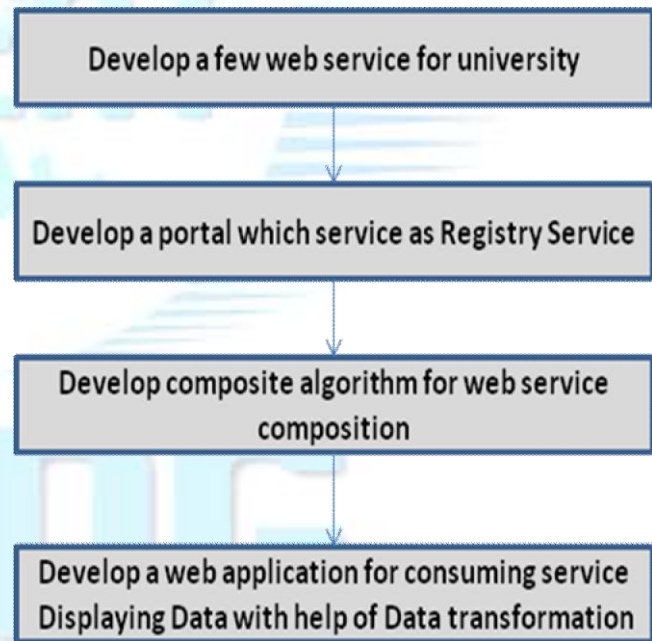 Develop a few web service for university
Develop a portal which service as Registry Service
Develop composite algorithm for web service
composition
Develop a web application for consuming service
Displaying Data with help of Data transformation